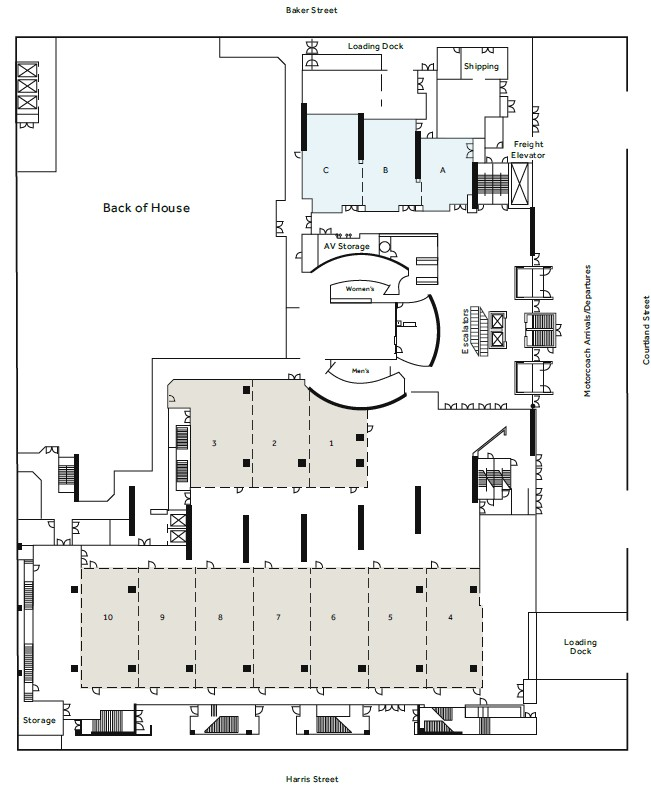 Baker Street
Loading Dock
Shipping
Freight
Elevator
C
B
A
Back of House
AV Storage
Women's
Escalators
Motorcoach Arrivals/Departures
Courtland Street
Men's
3
2
1
10
9
8
7
6
5
4
Loading
Dock
Storage
Harris Street